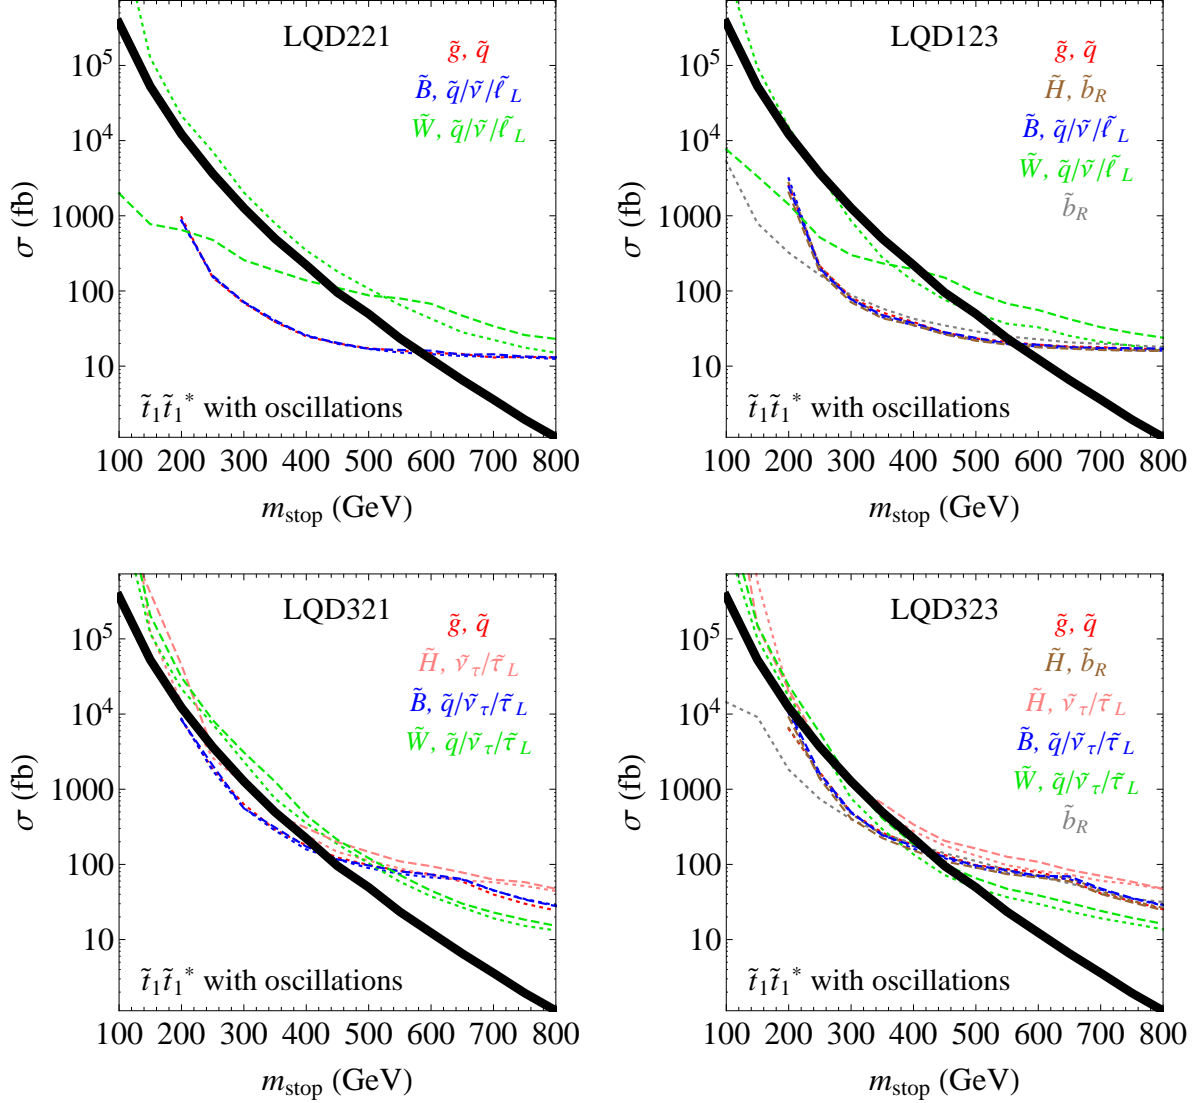 LQD221
g̃, q̃
B̃, q̃/ν̃/ℓ̃_L
W̃, q̃/ν̃/ℓ̃_L
10^5
10^4
1000
100
10
σ (fb)
t̃_1 t̃_1^* with oscillations
100 200 300 400 500 600 700 800
m_stop (GeV)
LQD123
g̃, q̃
H̃, b̃_R
B̃, q̃/ν̃/ℓ̃_L
W̃, q̃/ν̃/ℓ̃_L
b̃_R
10^5
10^4
1000
100
10
σ (fb)
t̃_1 t̃_1^* with oscillations
100 200 300 400 500 600 700 800
m_stop (GeV)
LQD321
g̃, q̃
H̃, ν̃_τ/τ̃_L
B̃, q̃/ν̃_τ/τ̃_L
W̃, q̃/ν̃_τ/τ̃_L
10^5
10^4
1000
100
10
σ (fb)
t̃_1 t̃_1^* with oscillations
100 200 300 400 500 600 700 800
m_stop (GeV)
LQD323
g̃, q̃
H̃, b̃_R
H̃, ν̃_τ/τ̃_L
B̃, q̃/ν̃_τ/τ̃_L
W̃, q̃/ν̃_τ/τ̃_L
b̃_R
10^5
10^4
1000
100
10
σ (fb)
t̃_1 t̃_1^* with oscillations
100 200 300 400 500 600 700 800
m_stop (GeV)